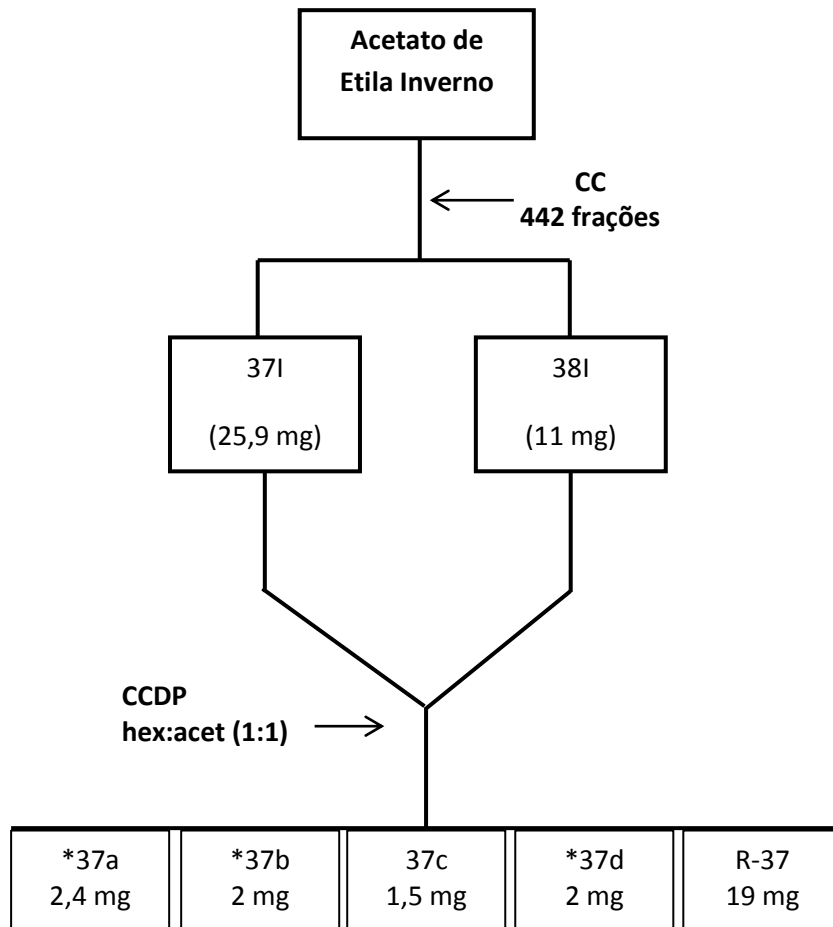 Acetato de
Etila Inverno
CC
442 frações
37I
(25,9 mg)
38I
(11 mg)
CCDP
hex:acet (1:1)
*37a
2,4 mg
*37b
2 mg
37c
1,5 mg
*37d
2 mg
R-37
19 mg